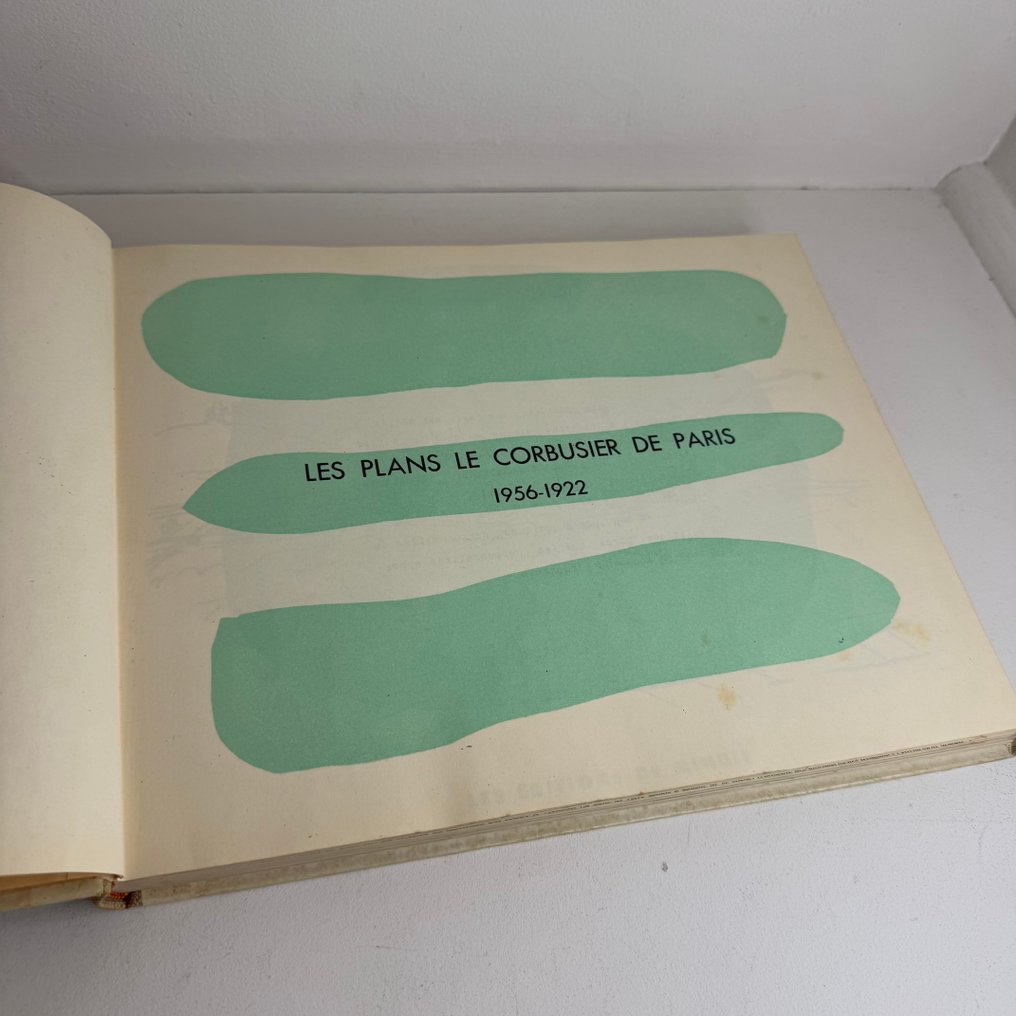 LES PLANS LE CORBUSIER DE PARIS
1956-1922